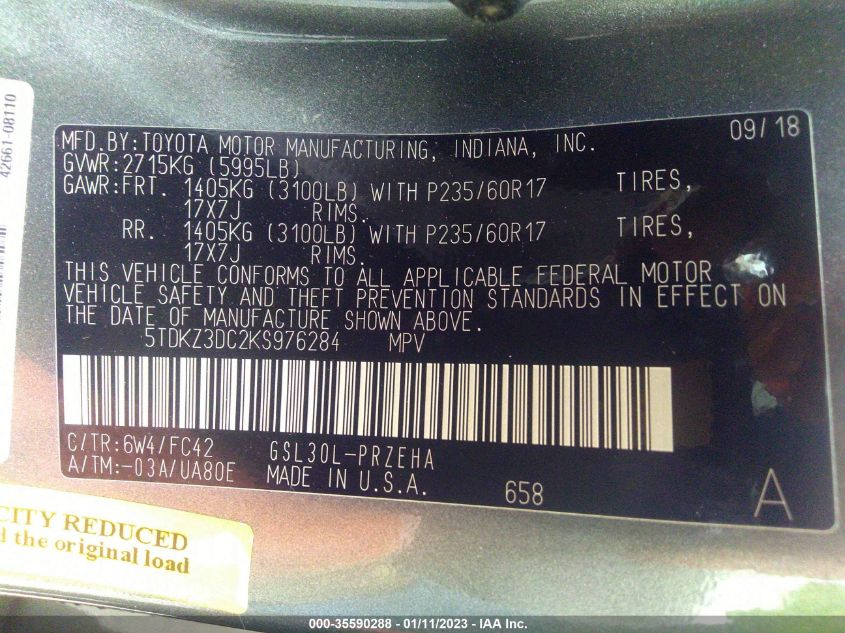 42661-08110
MFD.BY:TOYOTA MOTOR MANUFACTURING, INDIANA, INC. 09/18
GVWR:2715KG (5995LB)
GAWR:FRT. 1405KG (3100LB) WITH P235/60R17 TIRES,
17X7J RIMS.
RR. 1405KG (3100LB) WITH P235/60R17 TIRES,
17X7J RIMS.
THIS VEHICLE CONFORMS TO ALL APPLICABLE FEDERAL MOTOR
VEHICLE SAFETY AND THEFT PREVENTION STANDARDS IN EFFECT ON
THE DATE OF MANUFACTURE SHOWN ABOVE.
5TDKZ3DC2KS976284 MPV
C/TR:6W4/FC42 GSL30L-PRZEHA
A/TM:-03A/UA80E MADE IN U.S.A. 658 A
CITY REDUCED
the original load
000-35590288 - 01/11/2023 - IAA Inc.